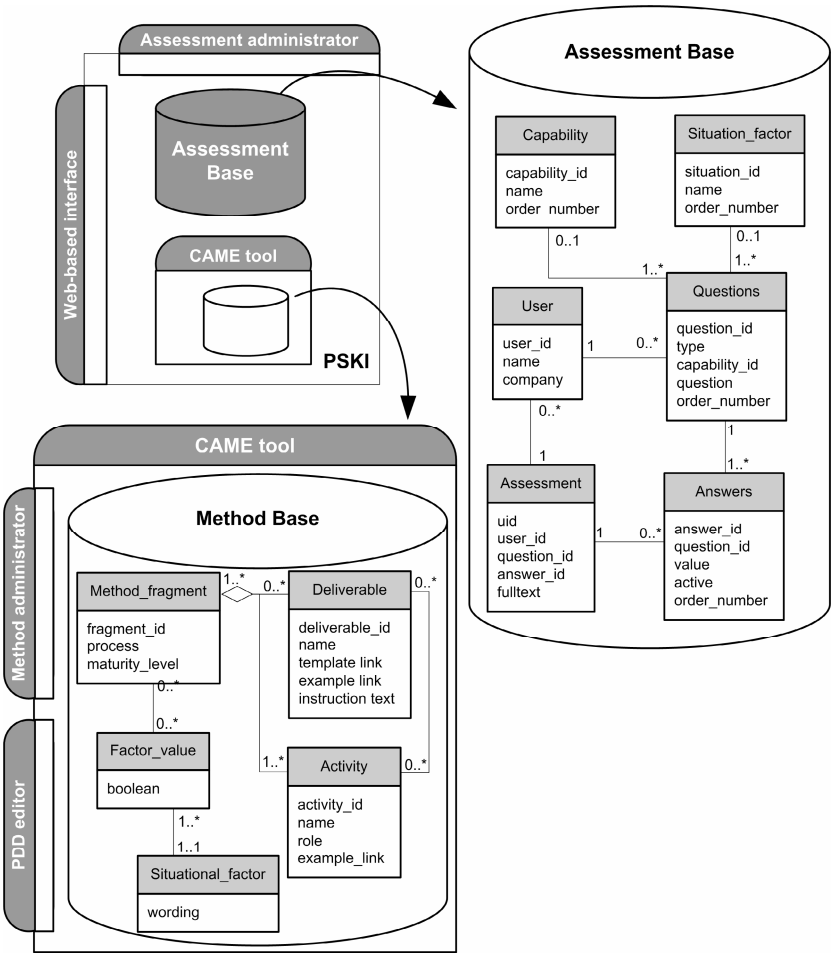 Assessment administrator
Web-based interface
Assessment
Base
CAME tool
PSKI
Assessment Base
Capability
capability_id
name
order number
0..1
1..*
Situation_factor
situation_id
name
order_number
0..1
1..*
User
user_id
name
company
1
0..*
0..*
1
Questions
question_id
type
capability_id
question
order_number
1
1..*
Assessment
uid
user_id
question_id
answer_id
fulltext
1
0..*
Answers
answer_id
question_id
value
active
order_number
CAME tool
Method administrator
PDD editor
Method Base
Method_fragment
fragment_id
process
maturity_level
1..*
0..*
0..*
0..*
Deliverable
deliverable_id
name
template link
example link
instruction text
0..*
Factor_value
boolean
1..*
1..1
Situational_factor
wording
1..*
Activity
activity_id
name
role
example_link
0..*